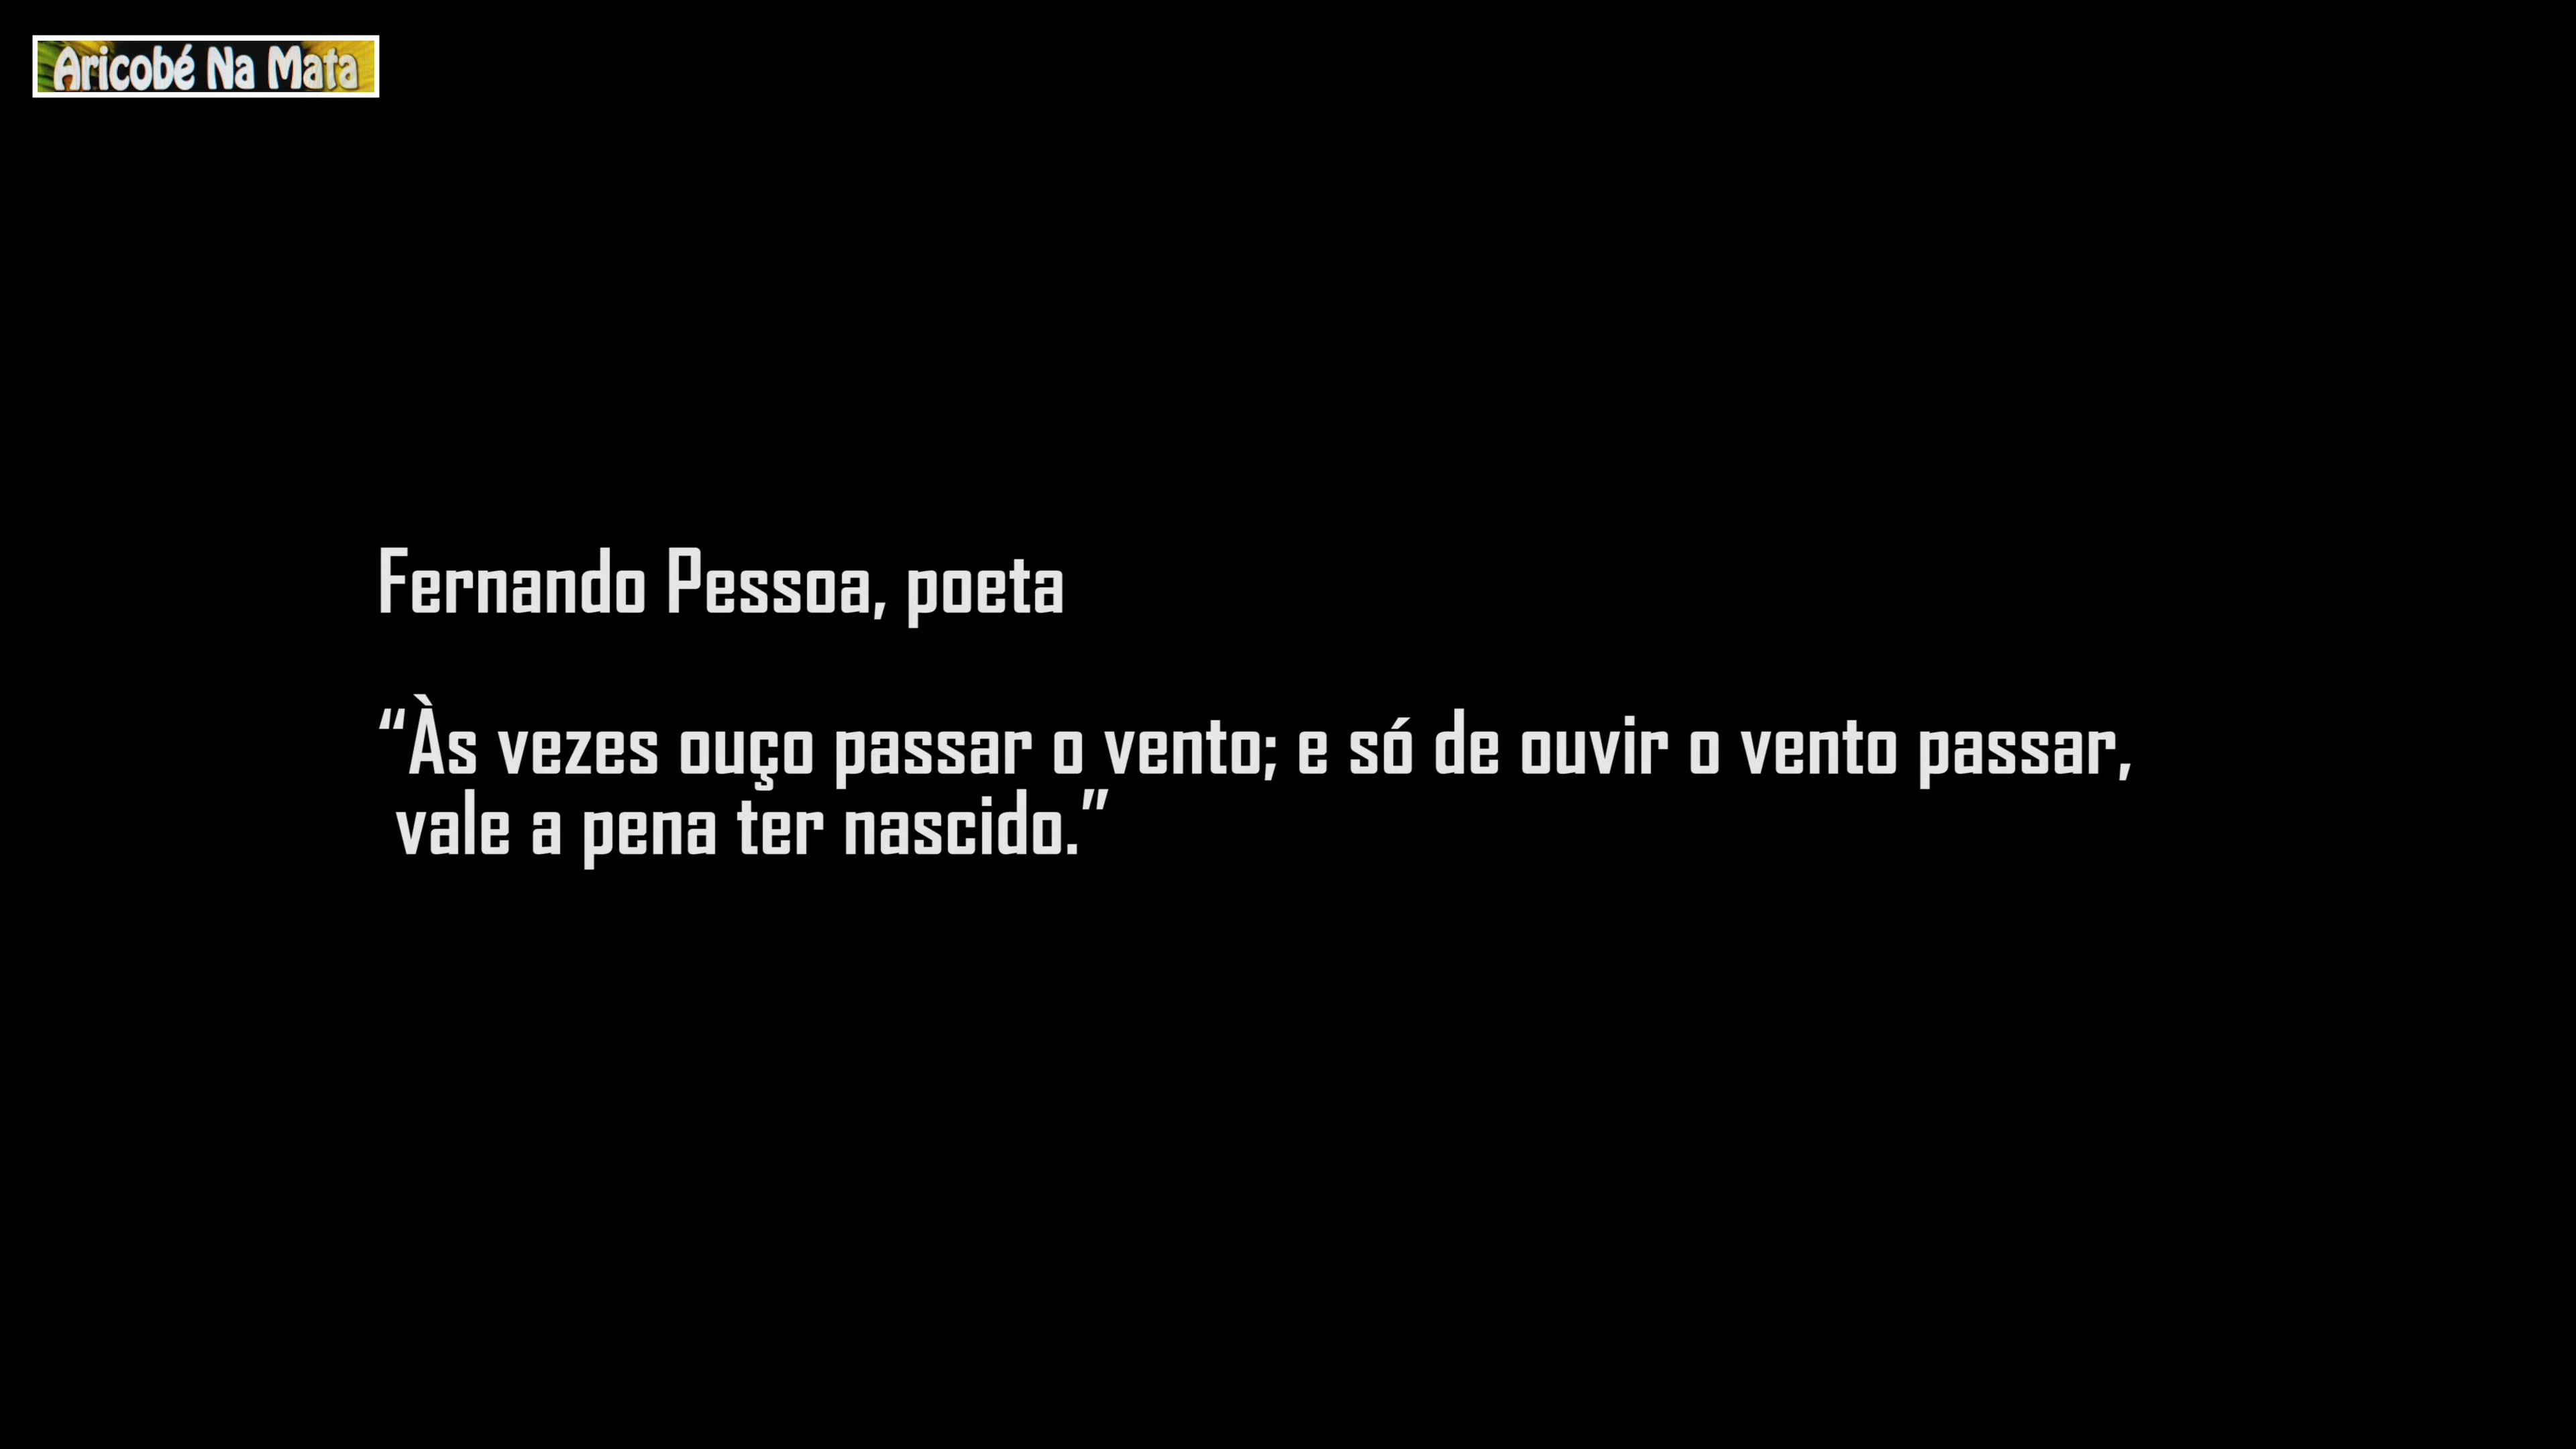 Aricobé Na Mata
Fernando Pessoa, poeta
“Às vezes ouço passar o vento; e só de ouvir o vento passar,
vale a pena ter nascido.”